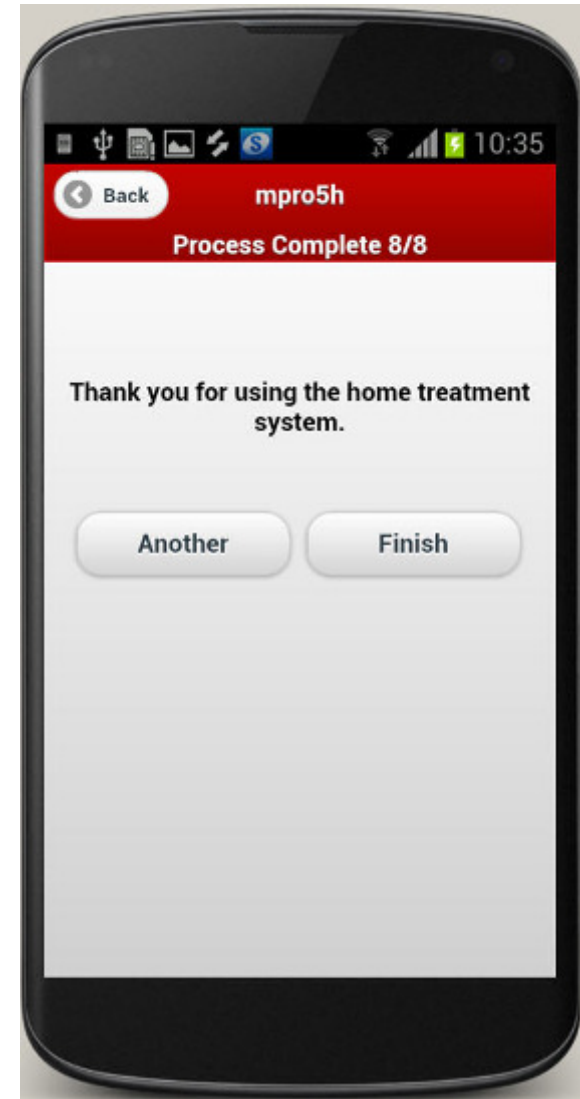 10:35
Back
mpro5h
Process Complete 8/8
Thank you for using the home treatment
system.
Another
Finish